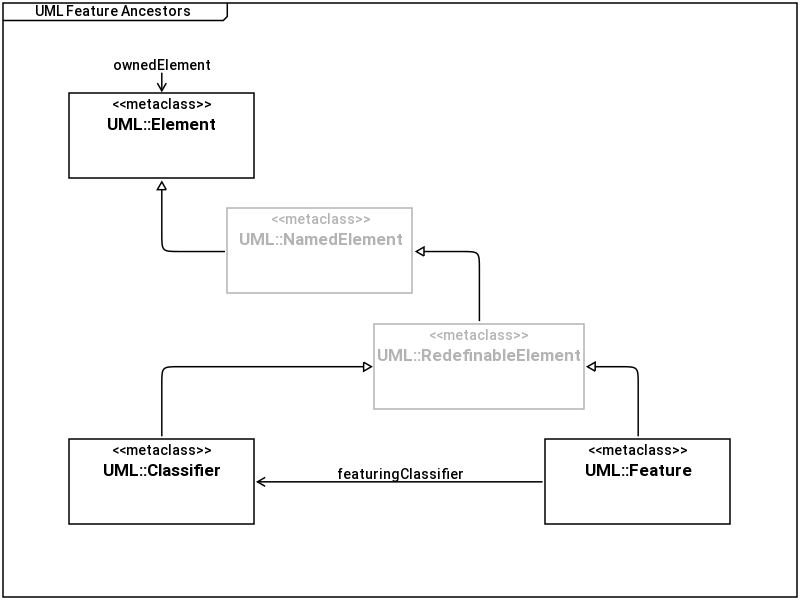 UML Feature Ancestors
ownedElement
<<metaclass>>
UML::Element
<<metaclass>>
UML::NamedElement
<<metaclass>>
UML::RedefinableElement
<<metaclass>>
UML::Classifier
featuringClassifier
<<metaclass>>
UML::Feature